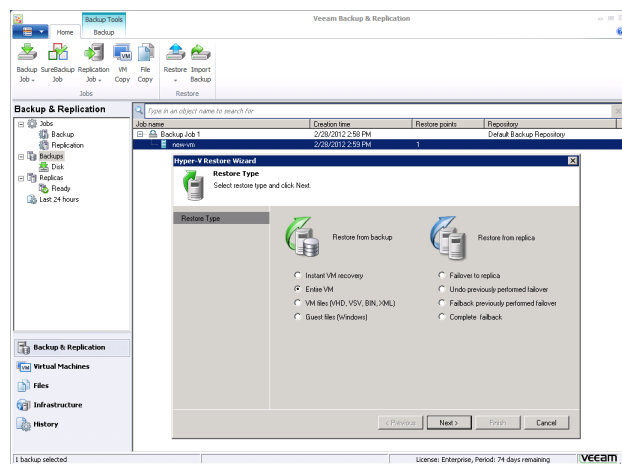 Backup Tools
Veeam Backup & Replication
Home
Backup
Backup Job
SureBackup Job
Replication Job
VM Copy
File Copy
Restore
Import Backup
Jobs
Restore
Backup & Replication
Type in an object name to search for
Jobs
Backup
Replication
Backups
Disk
Replicas
Ready
Last 24 hours
Job name
Creation time
Restore points
Repository
Backup Job 1
2/28/2012 2:58 PM
Default Backup Repository
new-vm
2/28/2012 2:59 PM
1
Hyper-V Restore Wizard
Restore Type
Select restore type and click Next.
Restore Type
Restore from backup
Restore from replica
Instant VM recovery
Entire VM
VM files (VHD, VSV, BIN, XML)
Guest files (Windows)
Failover to replica
Undo previously performed failover
Failback previously performed failover
Complete failback
< Previous
Next >
Finish
Cancel
Backup & Replication
Virtual Machines
Files
Infrastructure
History
1 backup selected
License: Enterprise, Period: 74 days remaining
veeam